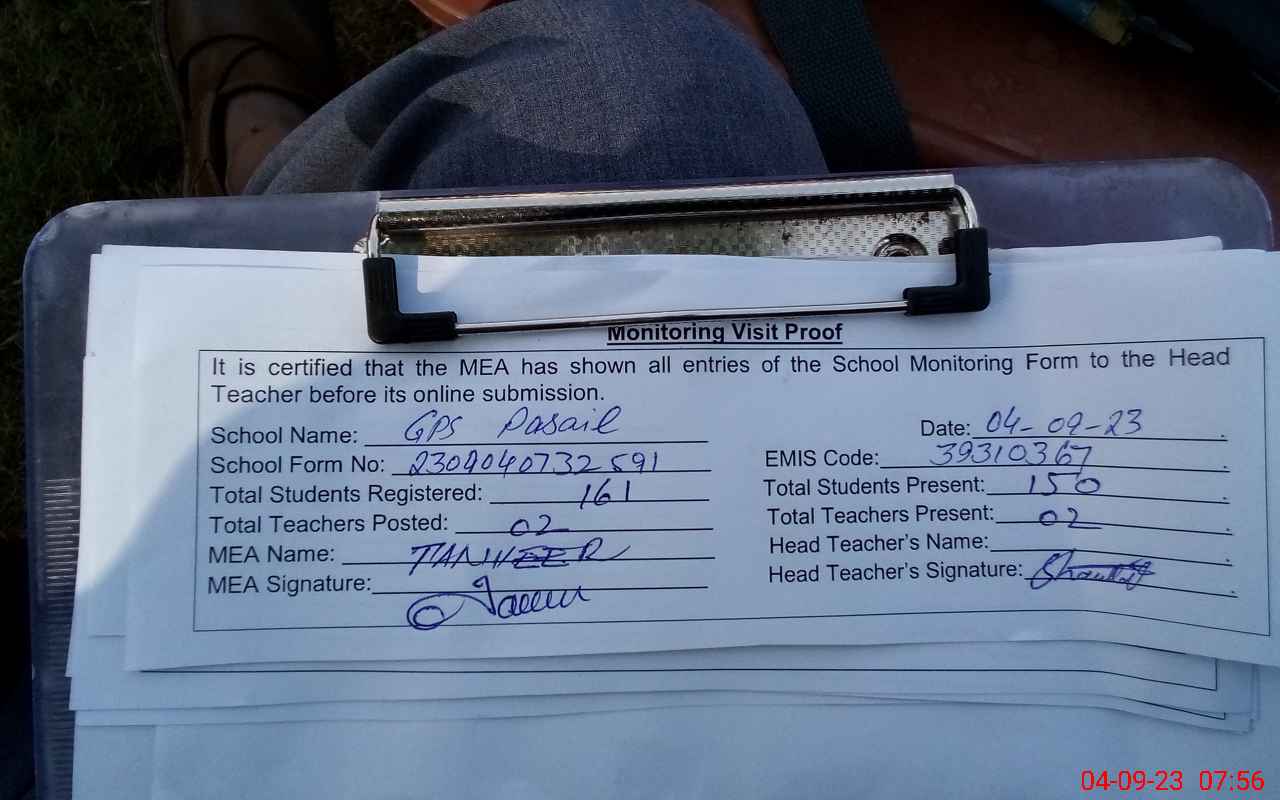 Monitoring Visit Proof
It is certified that the MEA has shown all entries of the School Monitoring Form to the Head
Teacher before its online submission.
School Name: GPS Dasail Date: 04-09-23
School Form No: 2309040732591 EMIS Code: 39310367
Total Students Registered: 161 Total Students Present: 150
Total Teachers Posted: 02 Total Teachers Present: 02
MEA Name: TANVEER Head Teacher's Name:
MEA Signature: Head Teacher's Signature:
04-09-23 07:56